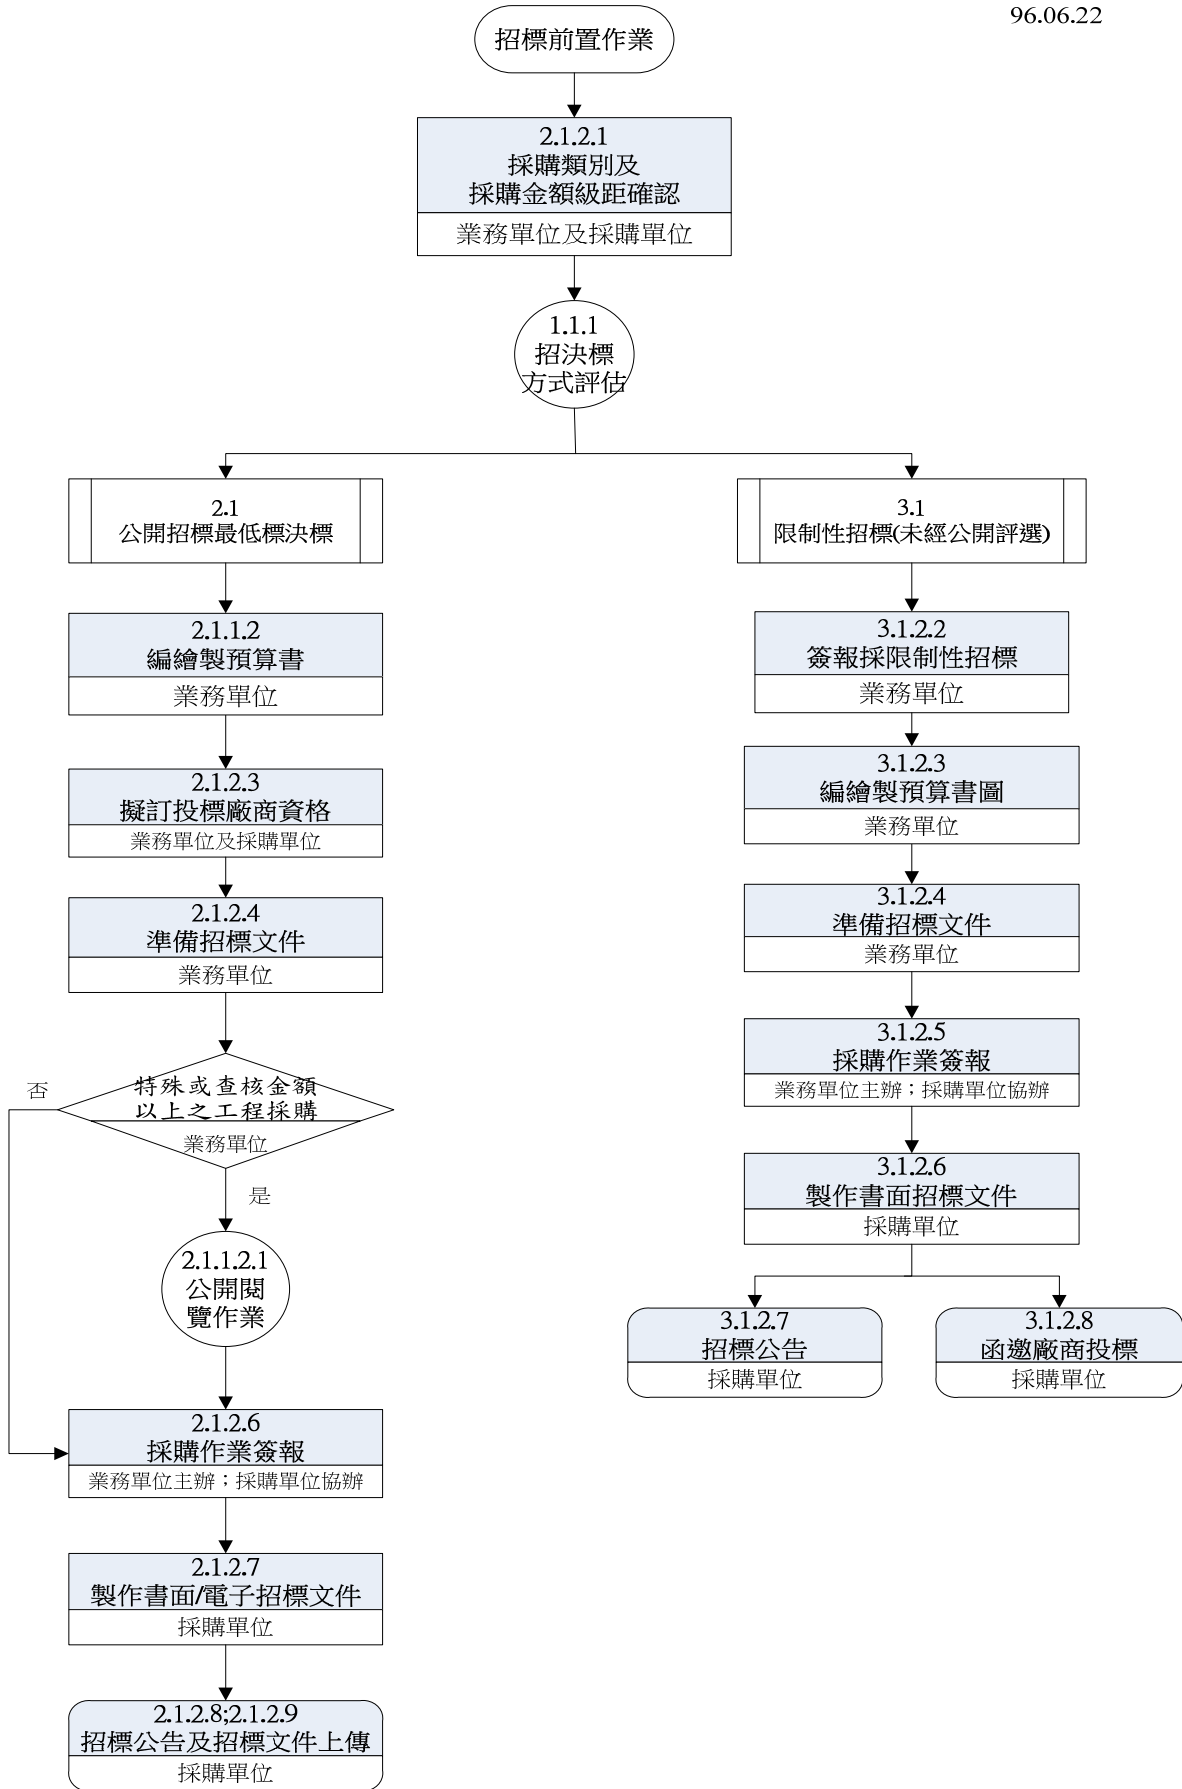 96.06.22
招標前置作業
2.1.2.1
採購類別及
採購金額級距確認
業務單位及採購單位
1.1.1
招決標
方式評估
2.1
公開招標最低標決標
2.1.1.2
編繪製預算書
業務單位
2.1.2.3
擬訂投標廠商資格
業務單位及採購單位
2.1.2.4
準備招標文件
業務單位
特殊或查核金額
以上之工程採購
業務單位
否
是
2.1.1.2.1
公開閱
覽作業
2.1.2.6
採購作業簽報
業務單位主辦；採購單位協辦
2.1.2.7
製作書面/電子招標文件
採購單位
2.1.2.8;2.1.2.9
招標公告及招標文件上傳
採購單位
3.1
限制性招標(未經公開評選)
3.1.2.2
簽報採限制性招標
業務單位
3.1.2.3
編繪製預算書圖
業務單位
3.1.2.4
準備招標文件
業務單位
3.1.2.5
採購作業簽報
業務單位主辦；採購單位協辦
3.1.2.6
製作書面招標文件
採購單位
3.1.2.7
招標公告
採購單位
3.1.2.8
函邀廠商投標
採購單位